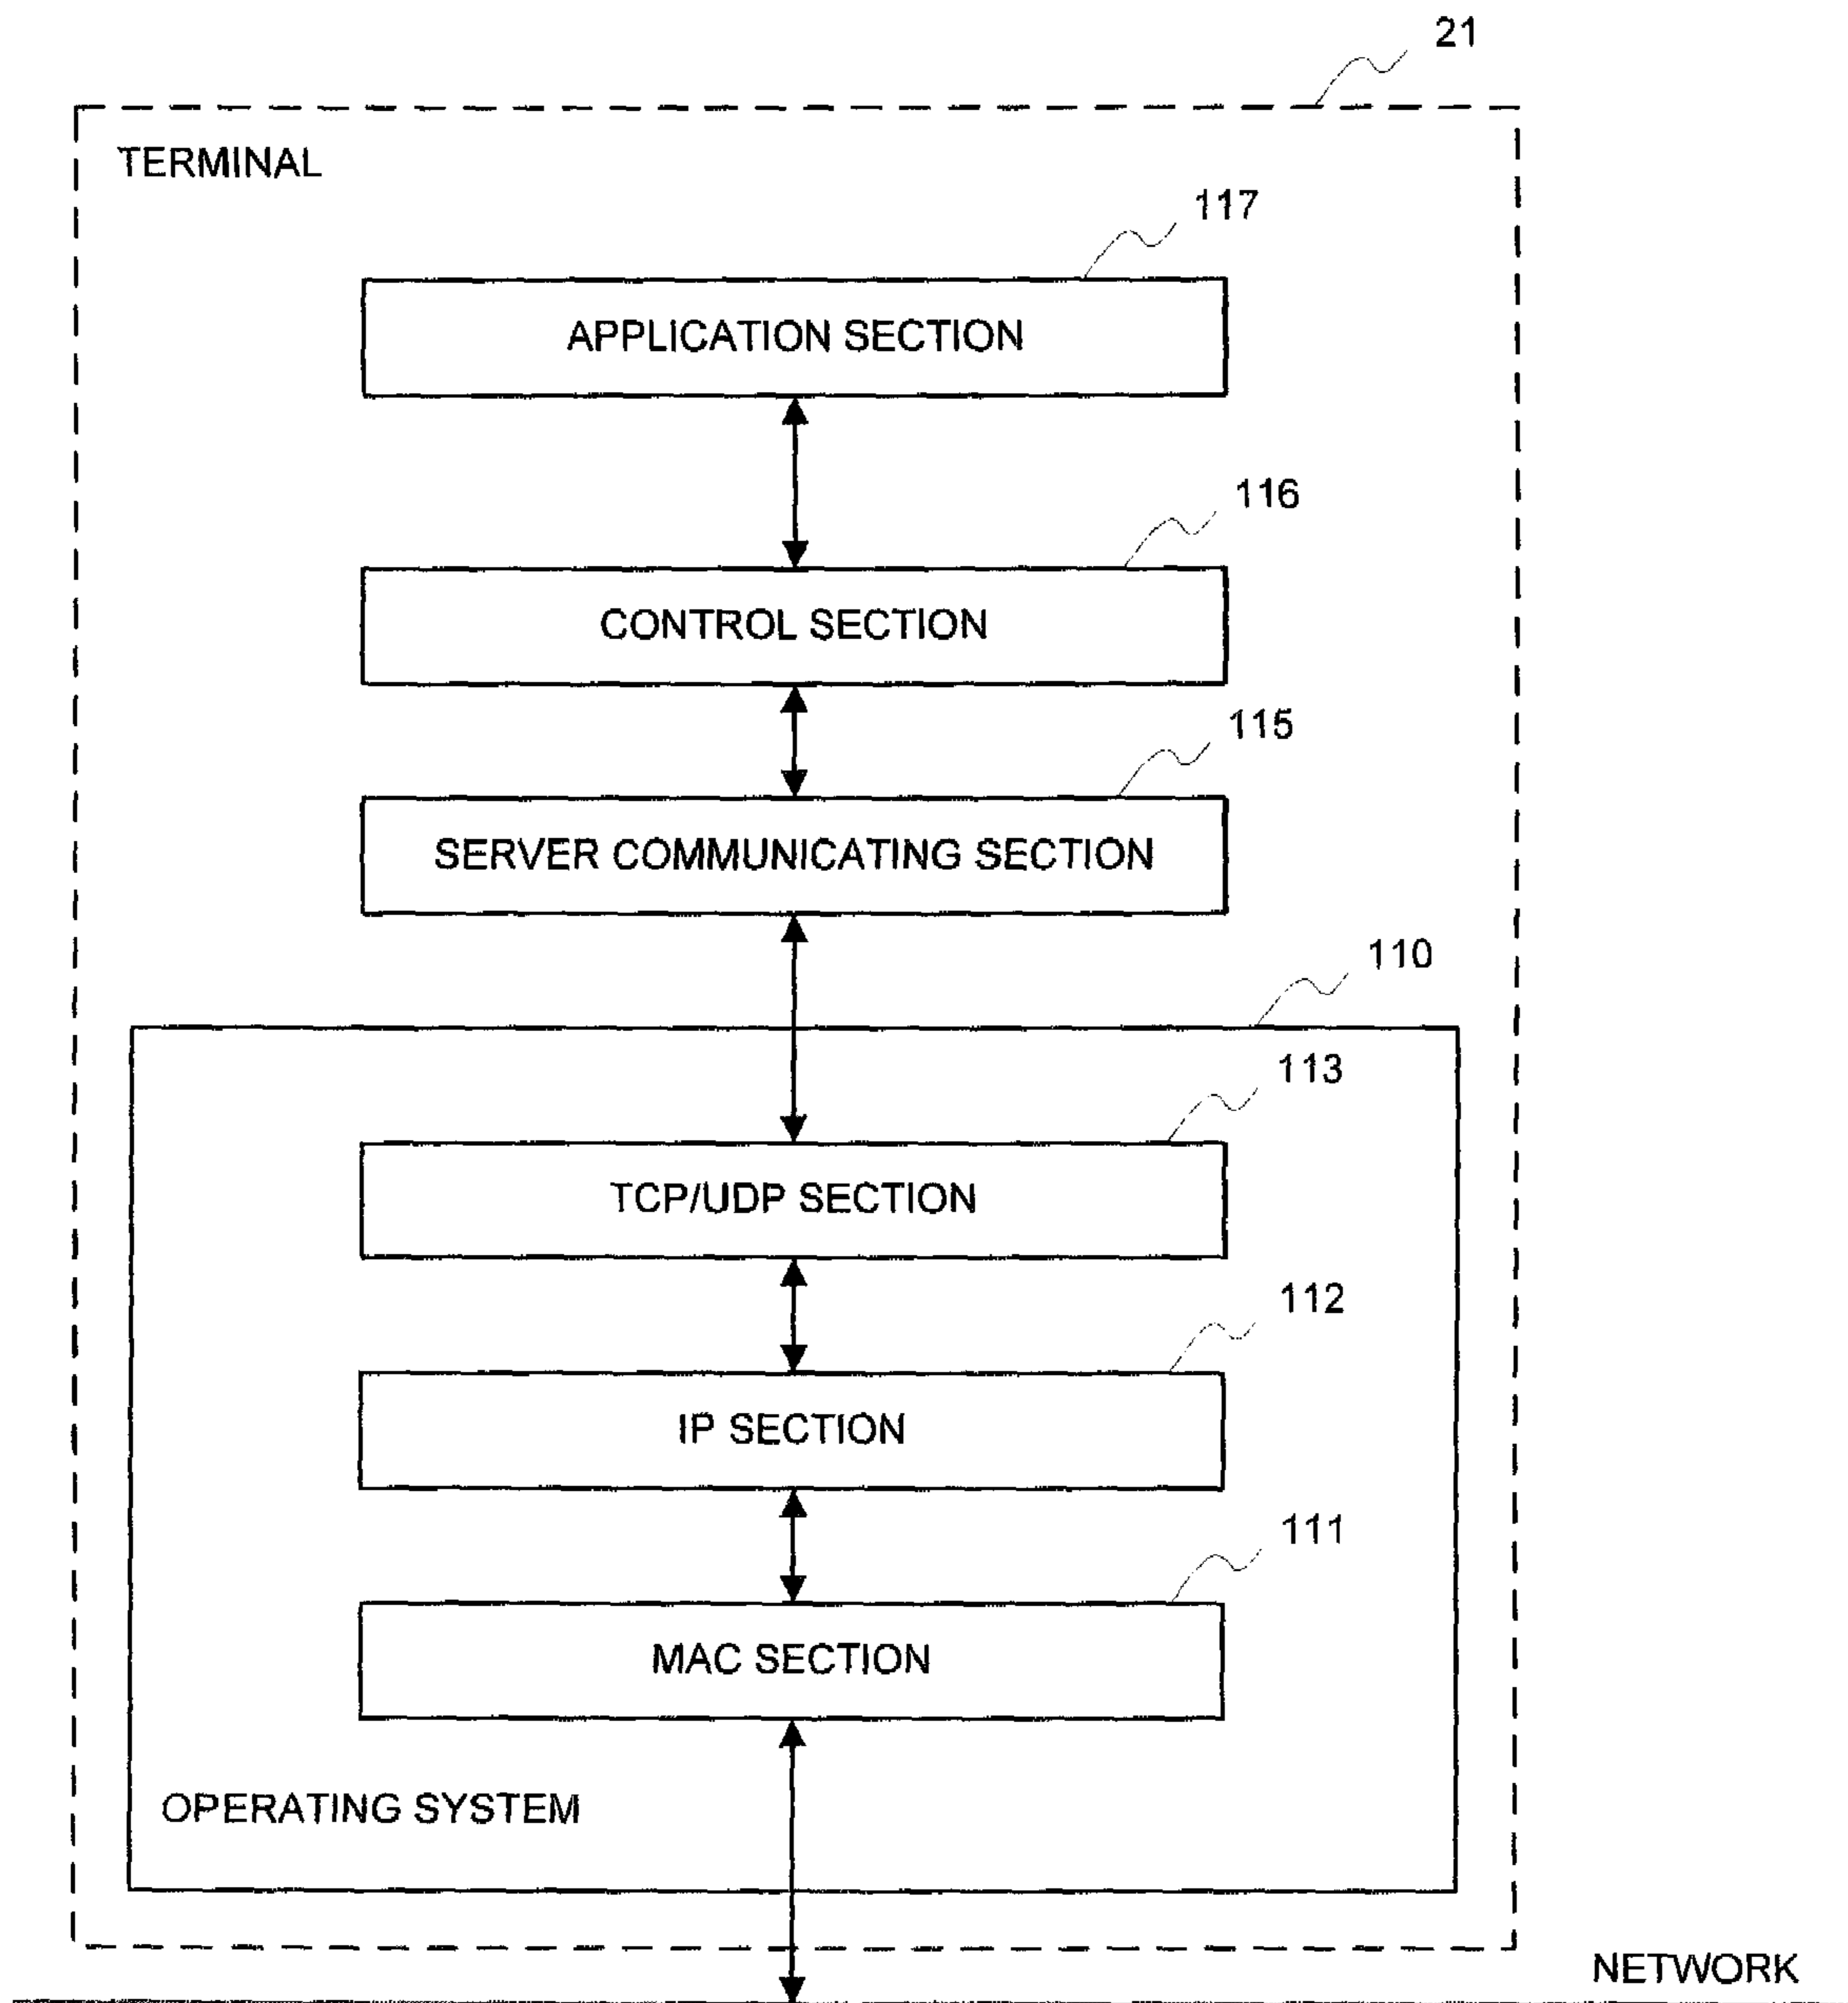 21
TERMINAL
117
APPLICATION SECTION
116
CONTROL SECTION
115
SERVER COMMUNICATING SECTION
110
113
TCP/UDP SECTION
112
IP SECTION
111
MAC SECTION
OPERATING SYSTEM
NETWORK